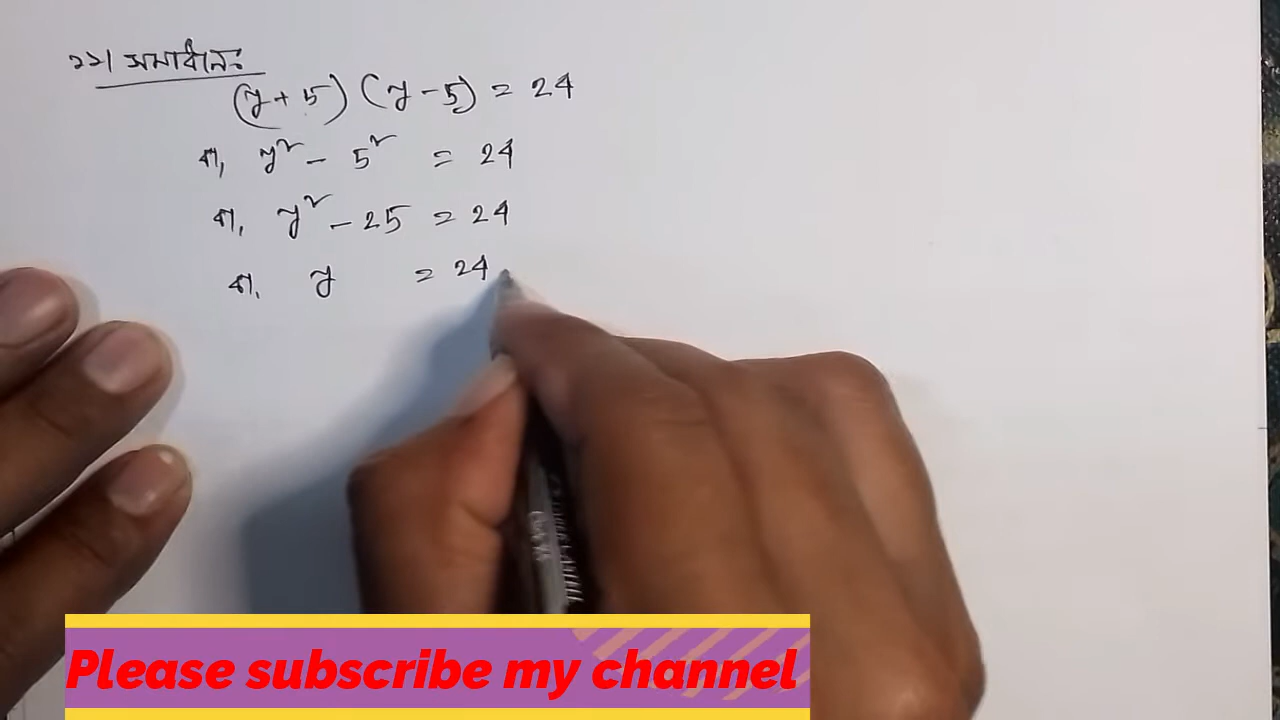 ১১। সমাধান:
(y + 5) (y - 5) = 24
বা, y² - 5² = 24
বা, y² - 25 = 24
বা, y = 24
Please subscribe my channel